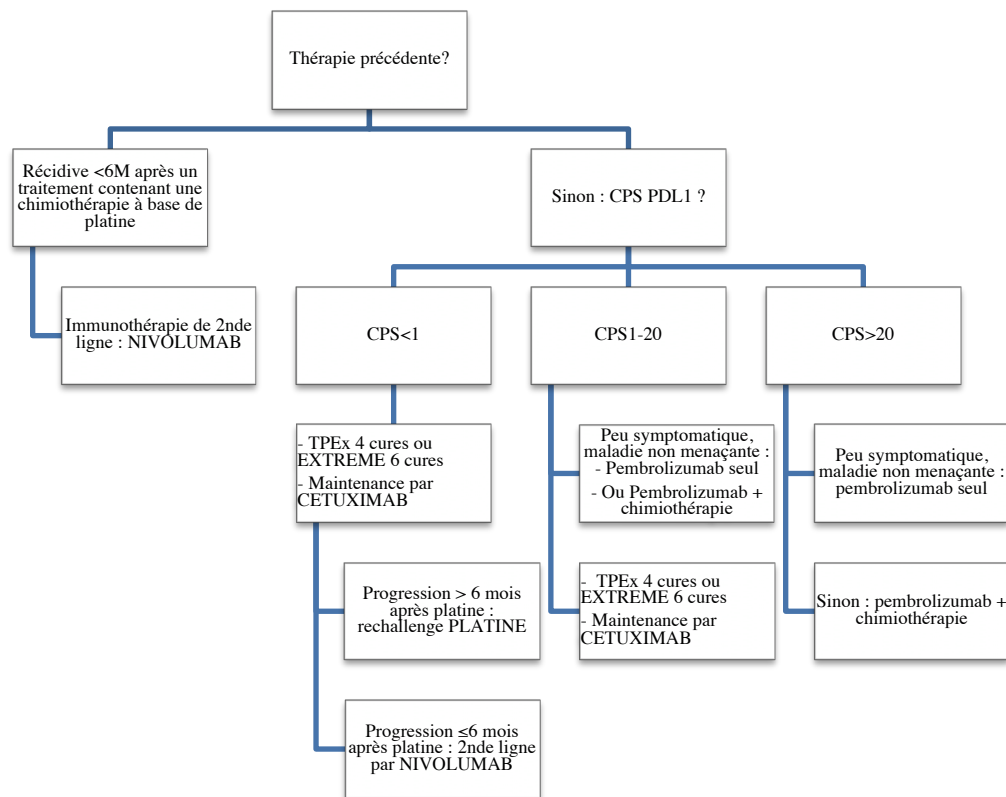 Thérapie précédente?
Récidive <6M après un
traitement contenant une
chimiothérapie à base de
platine
Sinon : CPS PDL1 ?
Immunothérapie de 2nde
ligne : NIVOLUMAB
CPS<1
CPS1-20
CPS>20
- TPEx 4 cures ou
EXTREME 6 cures
- Maintenance par
CETUXIMAB
Peu symptomatique,
maladie non menaçante :
- Pembrolizumab seul
- Ou Pembrolizumab +
chimiothérapie
Peu symptomatique,
maladie non menaçante :
pembrolizumab seul
Progression > 6 mois
après platine :
rechallenge PLATINE
- TPEx 4 cures ou
EXTREME 6 cures
- Maintenance par
CETUXIMAB
Sinon : pembrolizumab +
chimiothérapie
Progression ≤6 mois
après platine : 2nde ligne
par NIVOLUMAB